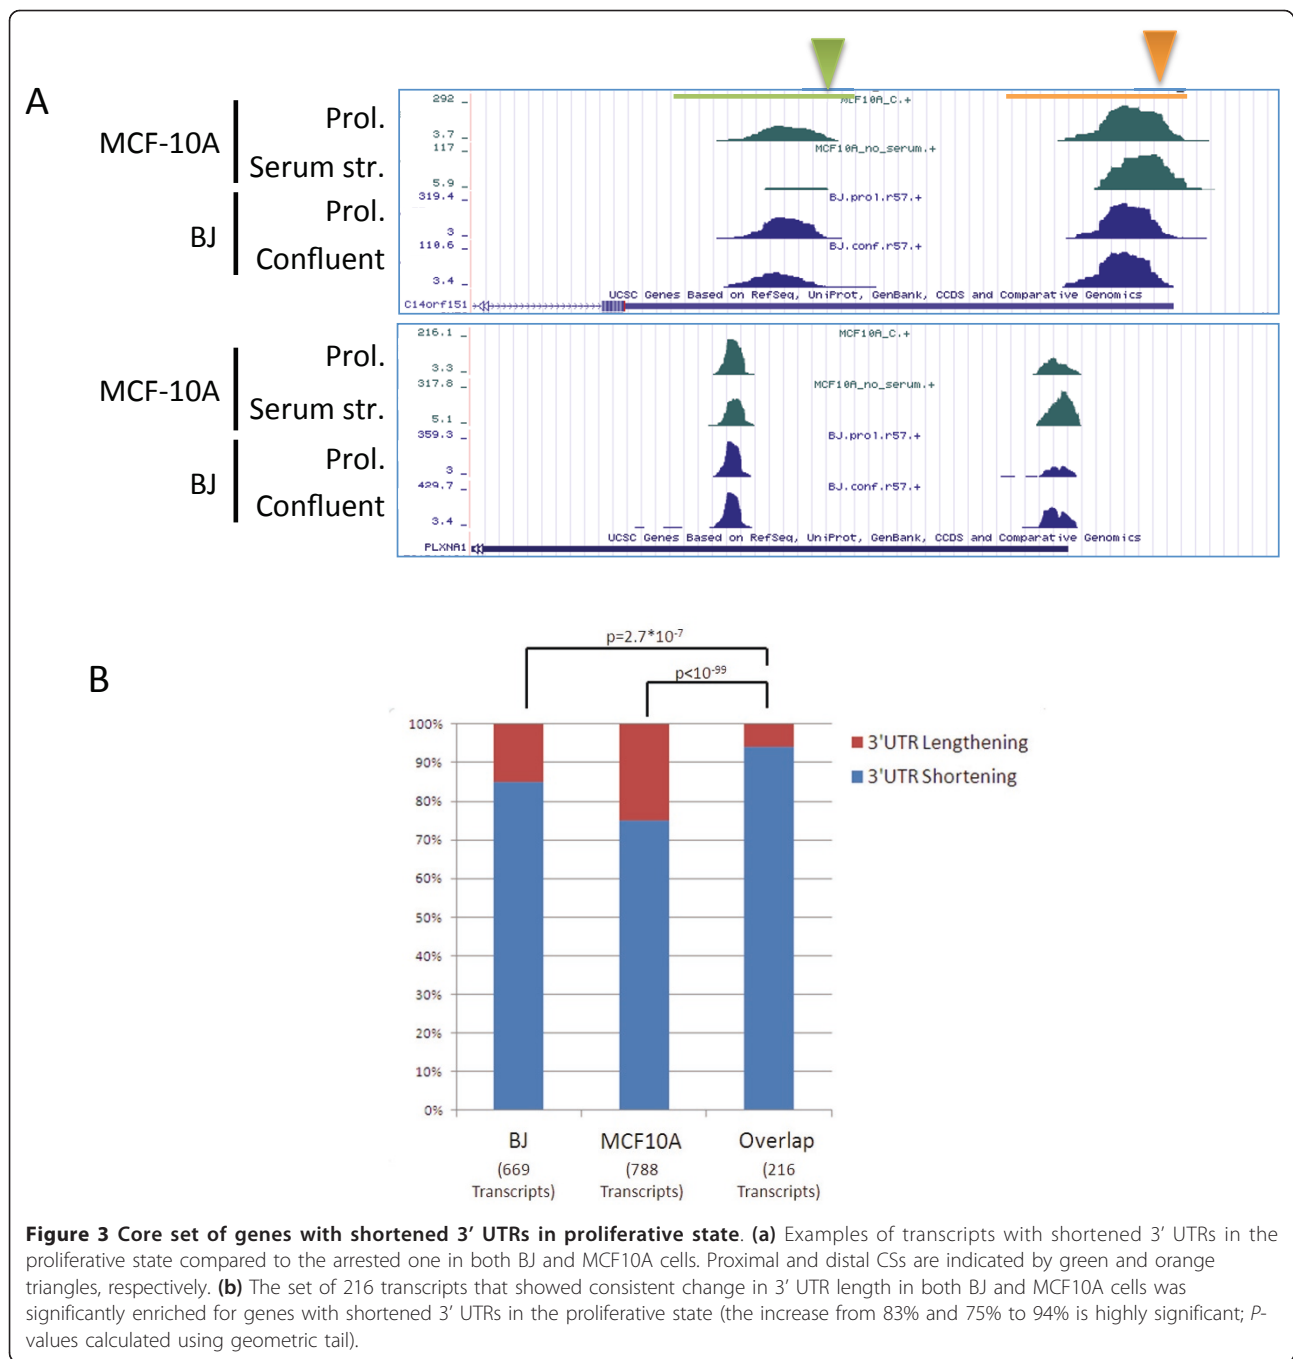 A
MCF-10A
Prol.
Serum str.
BJ
Prol.
Confluent
292
MCF10A_C.+
3.7
117
MCF10A_no_serum.+
5.9
319.4
BJ.prol.r57.+
3
110.6
BJ.conf.r57.+
3.4
UCSC Genes Based on RefSeq, UniProt, GenBank, CCDS and Comparative Genomics
C14orf151
MCF-10A
Prol.
Serum str.
BJ
Prol.
Confluent
216.1
MCF10A_C.+
3.3
317.8
MCF10A_no_serum.+
5.1
359.3
BJ.prol.r57.+
3
429.7
BJ.conf.r57.+
3.4
UCSC Genes Based on RefSeq, UniProt, GenBank, CCDS and Comparative Genomics
PLXNA1
B
p=2.7*10⁻⁷
p<10⁻⁹⁹
100%
90%
80%
70%
60%
50%
40%
30%
20%
10%
0%
3'UTR Lengthening
3'UTR Shortening
BJ
(669
Transcripts)
MCF10A
(788
Transcripts)
Overlap
(216
Transcripts)
Figure 3 Core set of genes with shortened 3′ UTRs in proliferative state. (a) Examples of transcripts with shortened 3′ UTRs in the
proliferative state compared to the arrested one in both BJ and MCF10A cells. Proximal and distal CSs are indicated by green and orange
triangles, respectively. (b) The set of 216 transcripts that showed consistent change in 3′ UTR length in both BJ and MCF10A cells was
significantly enriched for genes with shortened 3′ UTRs in the proliferative state (the increase from 83% and 75% to 94% is highly significant; P-
values calculated using geometric tail).